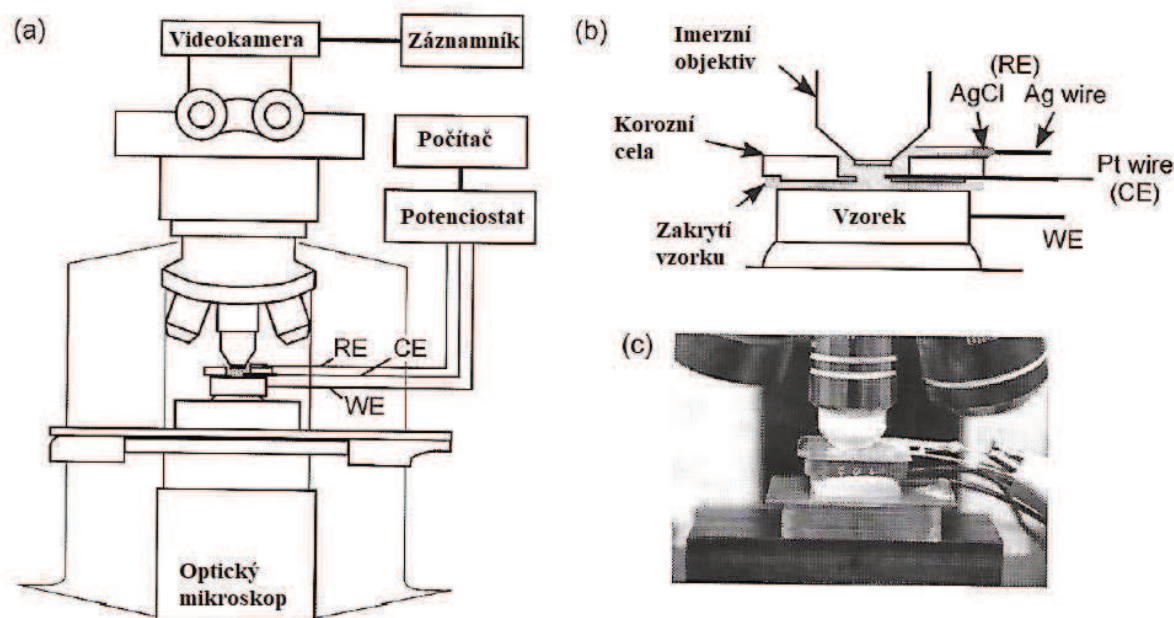 (a)
Videokamera
Záznamník
Počítač
Potenciostat
RE
CE
WE
Optický
mikroskop
(b)
Imerzní
objektiv
(RE)
AgCl
Ag wire
Korozní
cela
Pt wire
(CE)
Zakrytí
vzorku
Vzorek
WE
(c)